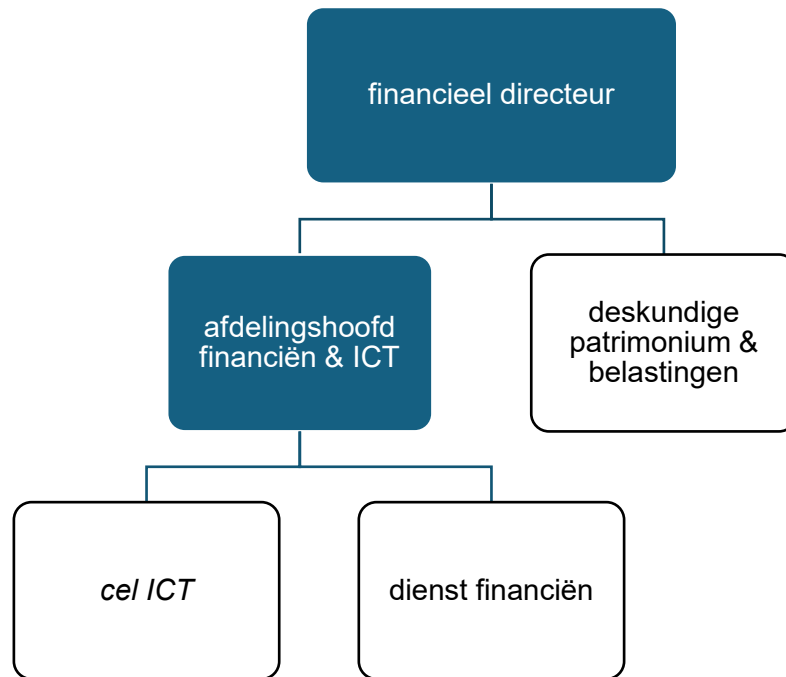 financieel directeur
afdelingshoofd
financiën & ICT
deskundige
patrimonium &
belastingen
cel ICT
dienst financiën